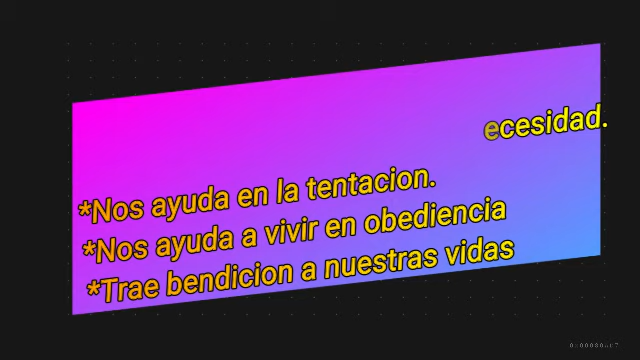 ecesidad.
*Nos ayuda en la tentacion.
*Nos ayuda a vivir en obediencia
*Trae bendicion a nuestras vidas